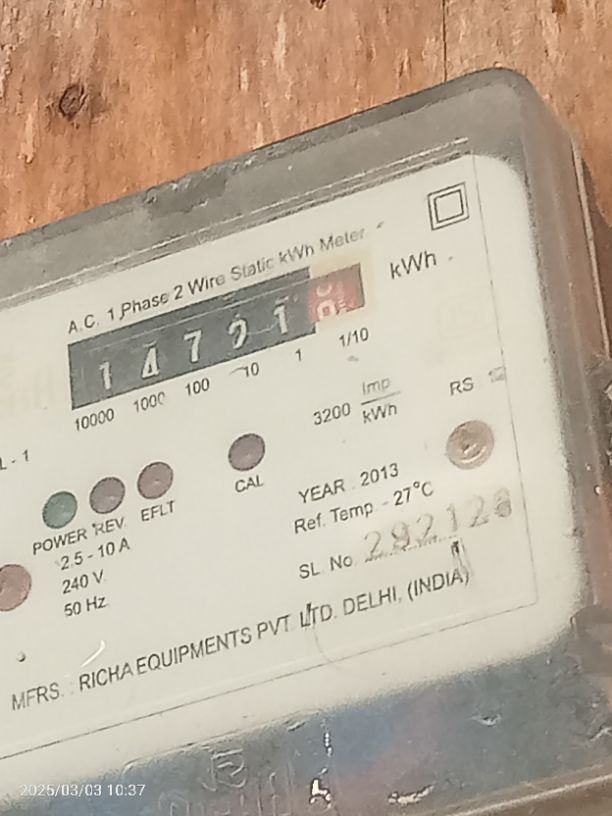 A.C. 1 Phase 2 Wire Static kWh Meter
kWh
1 4 7 1
10000 1000 100 10 1 1/10
3200 Imp/kWh
RS
L - 1
CAL
POWER REV. EFLT
YEAR 2013
2.5 - 10 A
Ref. Temp - 27°C
240 V.
SL. No. 292128
50 Hz.
MFRS. : RICHA EQUIPMENTS PVT. LTD. DELHI, (INDIA)
2025/03/03 10:37